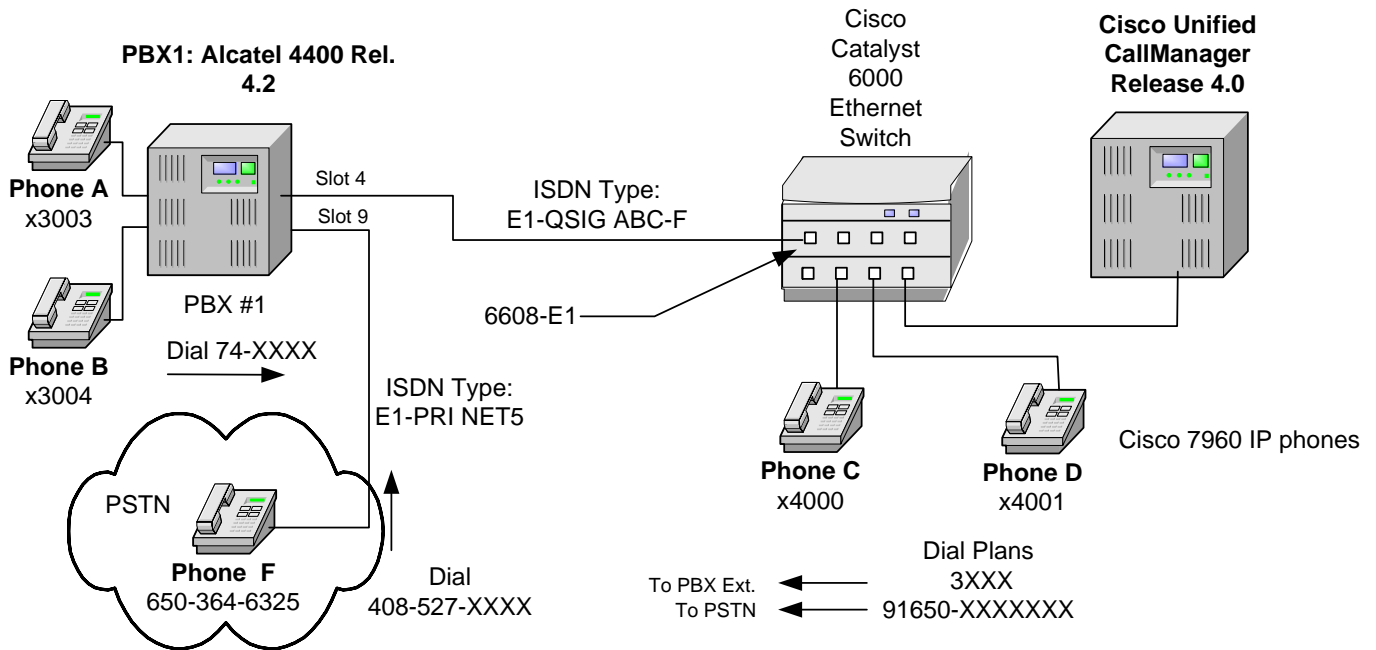 PBX1: Alcatel 4400 Rel.
4.2
Cisco
Catalyst
6000
Ethernet
Switch
Cisco Unified
CallManager
Release 4.0
Phone A
x3003
Slot 4
Slot 9
ISDN Type:
E1-QSIG ABC-F
PBX #1
6608-E1
Phone B
x3004
Dial 74-XXXX
ISDN Type:
E1-PRI NET5
Phone C
x4000
Phone D
x4001
Cisco 7960 IP phones
PSTN
Phone F
650-364-6325
Dial
408-527-XXXX
Dial Plans
To PBX Ext.
3XXX
To PSTN
91650-XXXXXXX